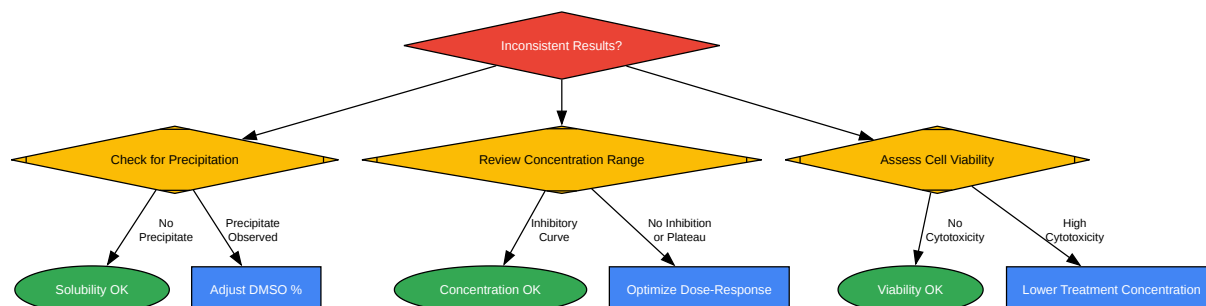 Inconsistent Results?
Check for Precipitation
Review Concentration Range
Assess Cell Viability
No
Precipitate
Precipitate
Observed
Inhibitory
Curve
No Inhibition
or Plateau
No
Cytotoxicity
High
Cytotoxicity
Solubility OK
Adjust DMSO %
Concentration OK
Optimize Dose-Response
Viability OK
Lower Treatment Concentration